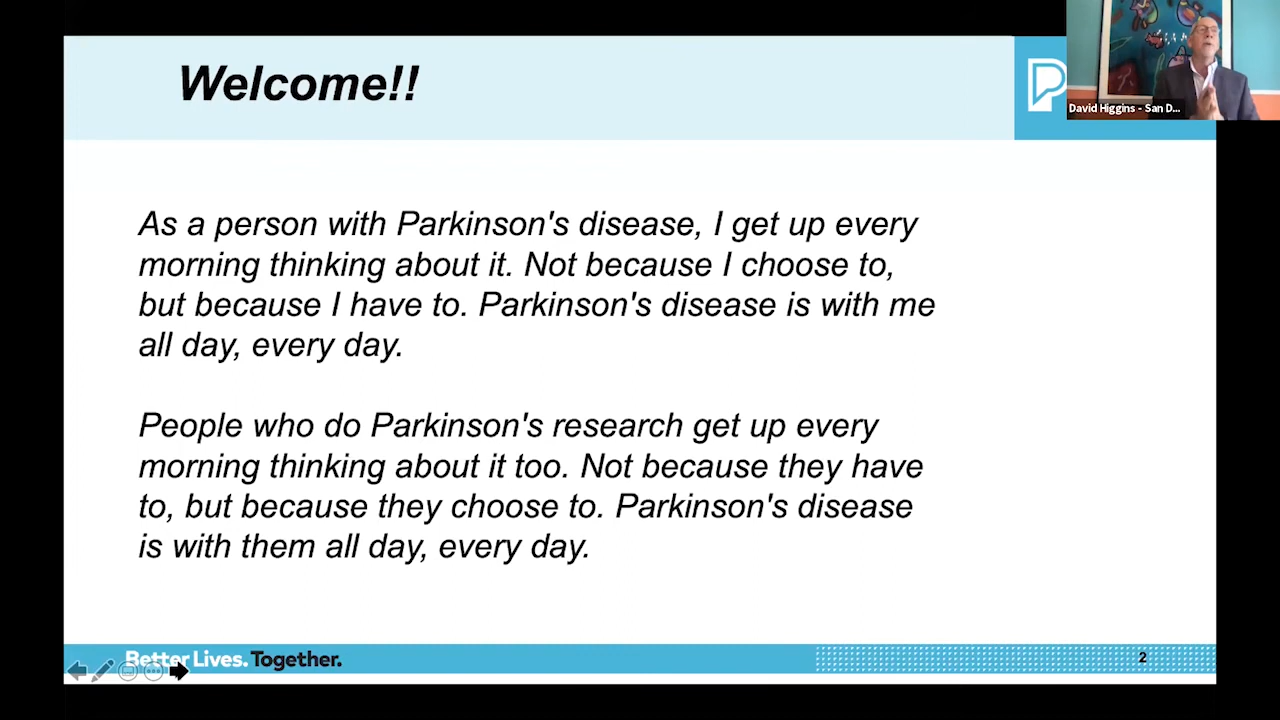 Welcome!!
P
David Higgins - San D...
As a person with Parkinson's disease, I get up every
morning thinking about it. Not because I choose to,
but because I have to. Parkinson's disease is with me
all day, every day.
People who do Parkinson's research get up every
morning thinking about it too. Not because they have
to, but because they choose to. Parkinson's disease
is with them all day, every day.
Better Lives. Together.
2